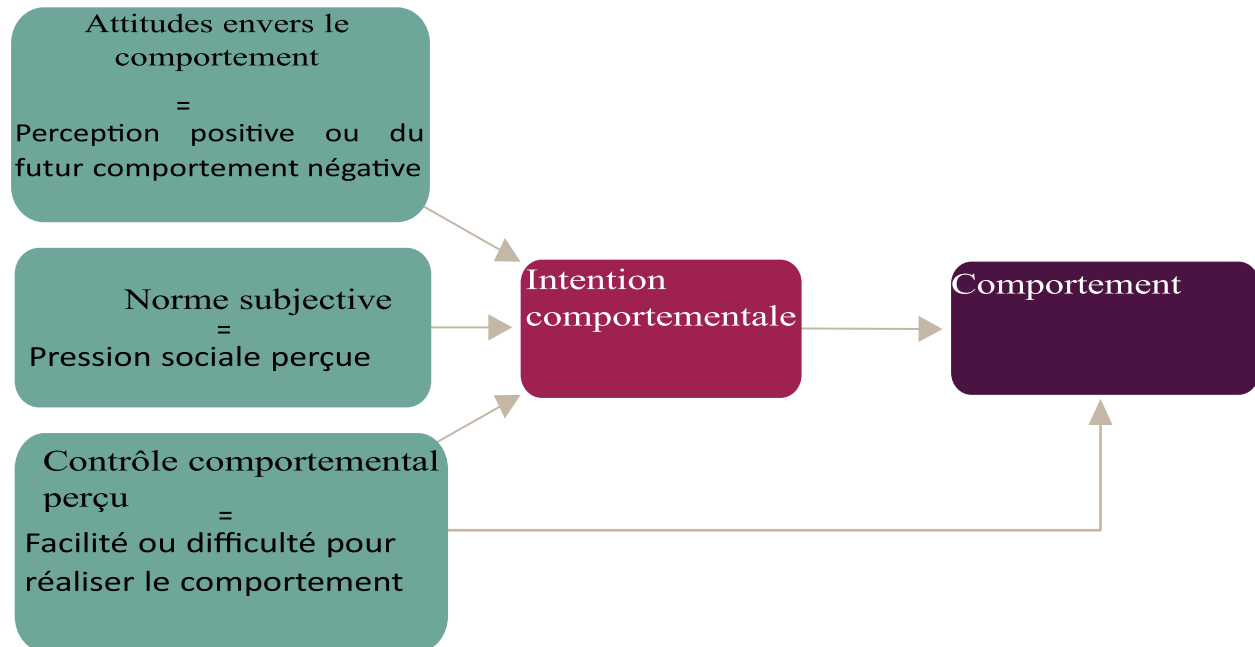 Attitudes envers le
comportement
=
Perception positive ou du
futur comportement négative
Norme subjective
=
Pression sociale perçue
Contrôle comportemental
perçu
=
Facilité ou difficulté pour
réaliser le comportement
Intention
comportementale
Comportement